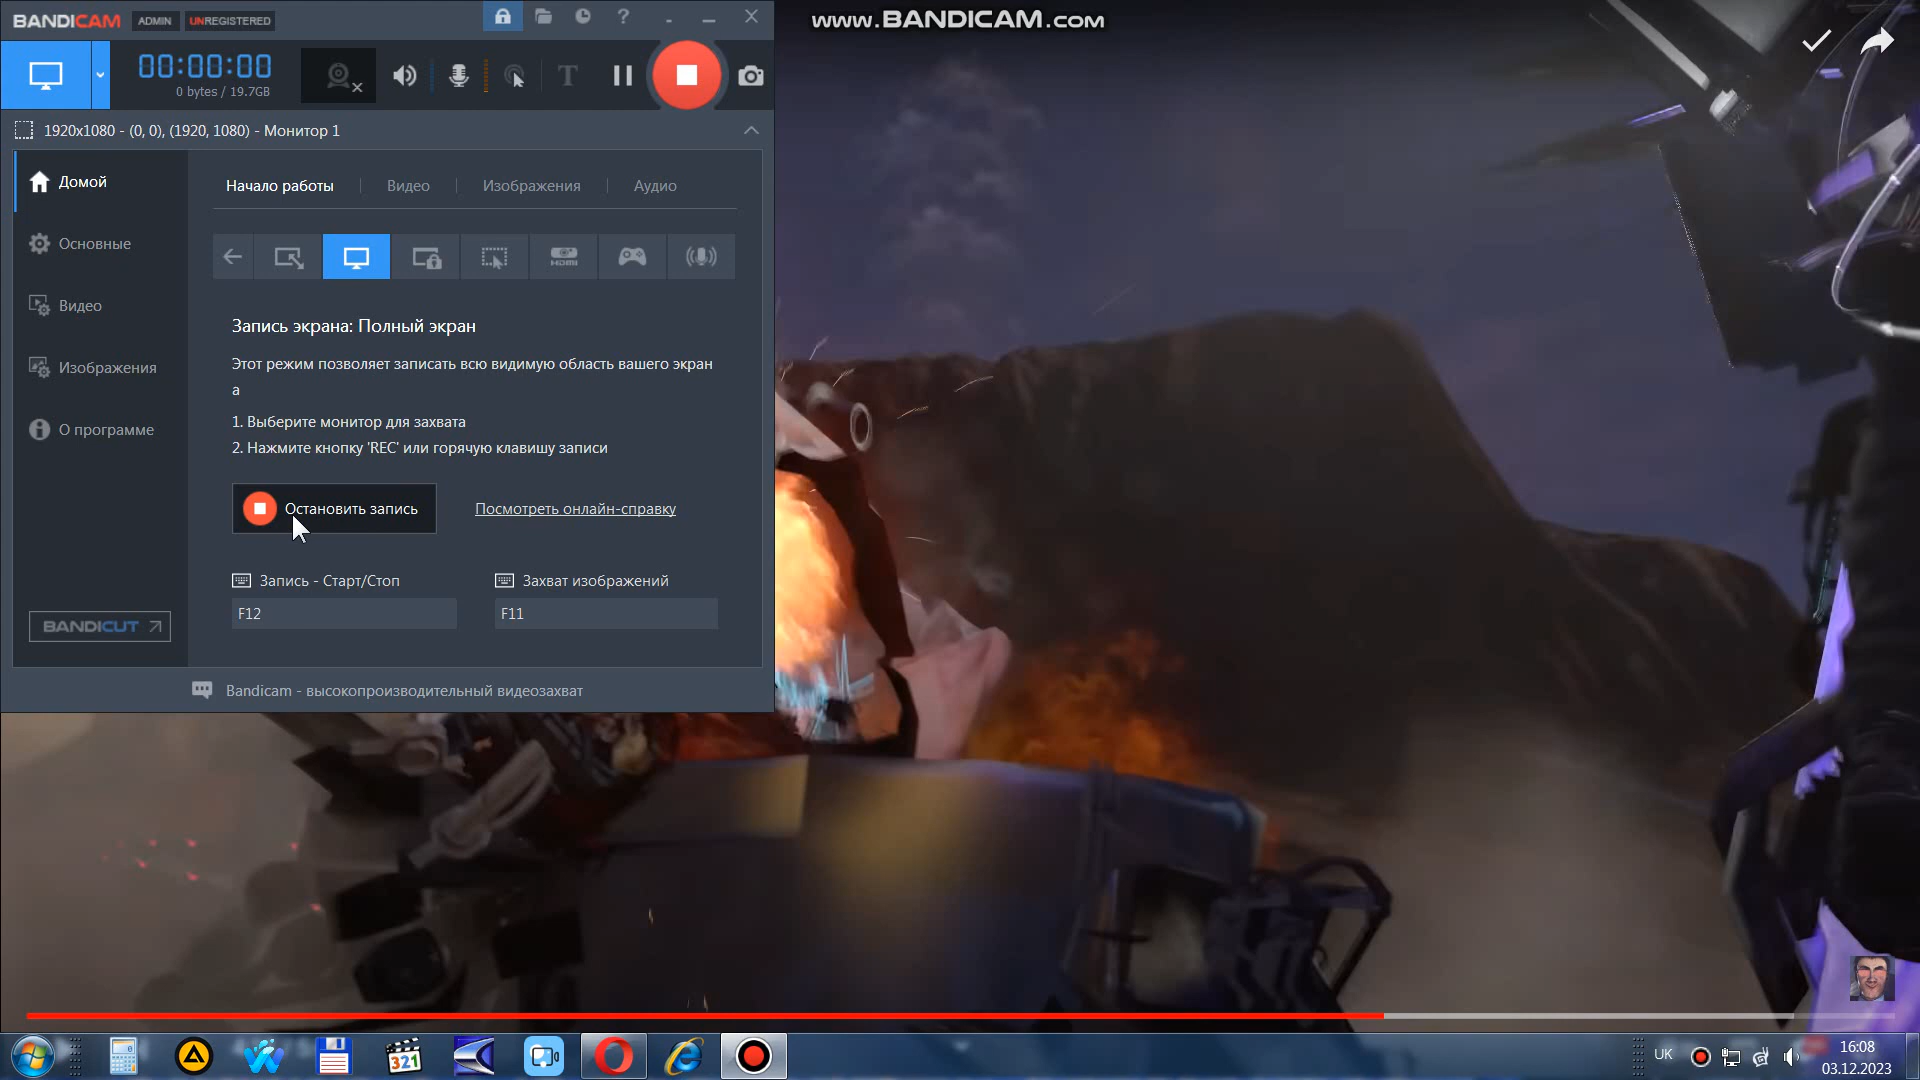 BANDICAM ADMIN UNREGISTERED
www.BANDICAM.com
00:00:00
0 bytes / 19.7GB
1920x1080 - (0, 0), (1920, 1080) - Монитор 1
Домой
Основные
Видео
Изображения
О программе
BANDICUT
Начало работы
Видео
Изображения
Аудио
HDMI
Запись экрана: Полный экран
Этот режим позволяет записать всю видимую область вашего экран
а
1. Выберите монитор для захвата
2. Нажмите кнопку 'REC' или горячую клавишу записи
Остановить запись
Посмотреть онлайн-справку
Запись - Старт/Стоп
Захват изображений
F12
F11
Bandicam - высокопроизводительный видеозахват
321
UK
16:08
03.12.2023